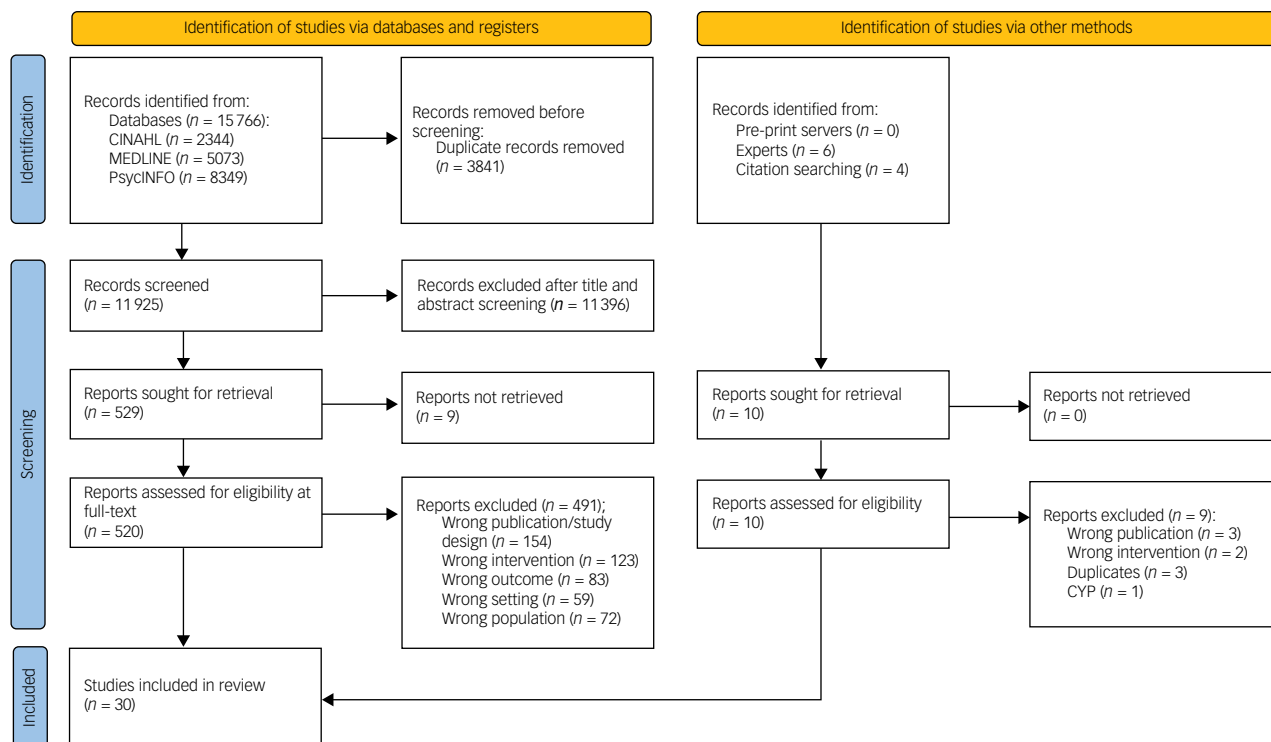 Identification of studies via databases and registers
Identification of studies via other methods
Identification
Records identified from:
Databases (n = 15 766):
CINAHL (n = 2344)
MEDLINE (n = 5073)
PsycINFO (n = 8349)
Records removed before
screening:
Duplicate records removed
(n = 3841)
Records identified from:
Pre-print servers (n = 0)
Experts (n = 6)
Citation searching (n = 4)
Screening
Records screened
(n = 11 925)
Records excluded after title and
abstract screening (n = 11 396)
Reports sought for retrieval
(n = 529)
Reports not retrieved
(n = 9)
Reports sought for retrieval
(n = 10)
Reports not retrieved
(n = 0)
Reports assessed for eligibility at
full-text
(n = 520)
Reports excluded (n = 491);
Wrong publication/study
design (n = 154)
Wrong intervention (n = 123)
Wrong outcome (n = 83)
Wrong setting (n = 59)
Wrong population (n = 72)
Reports assessed for eligibility
(n = 10)
Reports excluded (n = 9):
Wrong publication (n = 3)
Wrong intervention (n = 2)
Duplicates (n = 3)
CYP (n = 1)
Included
Studies included in review
(n = 30)